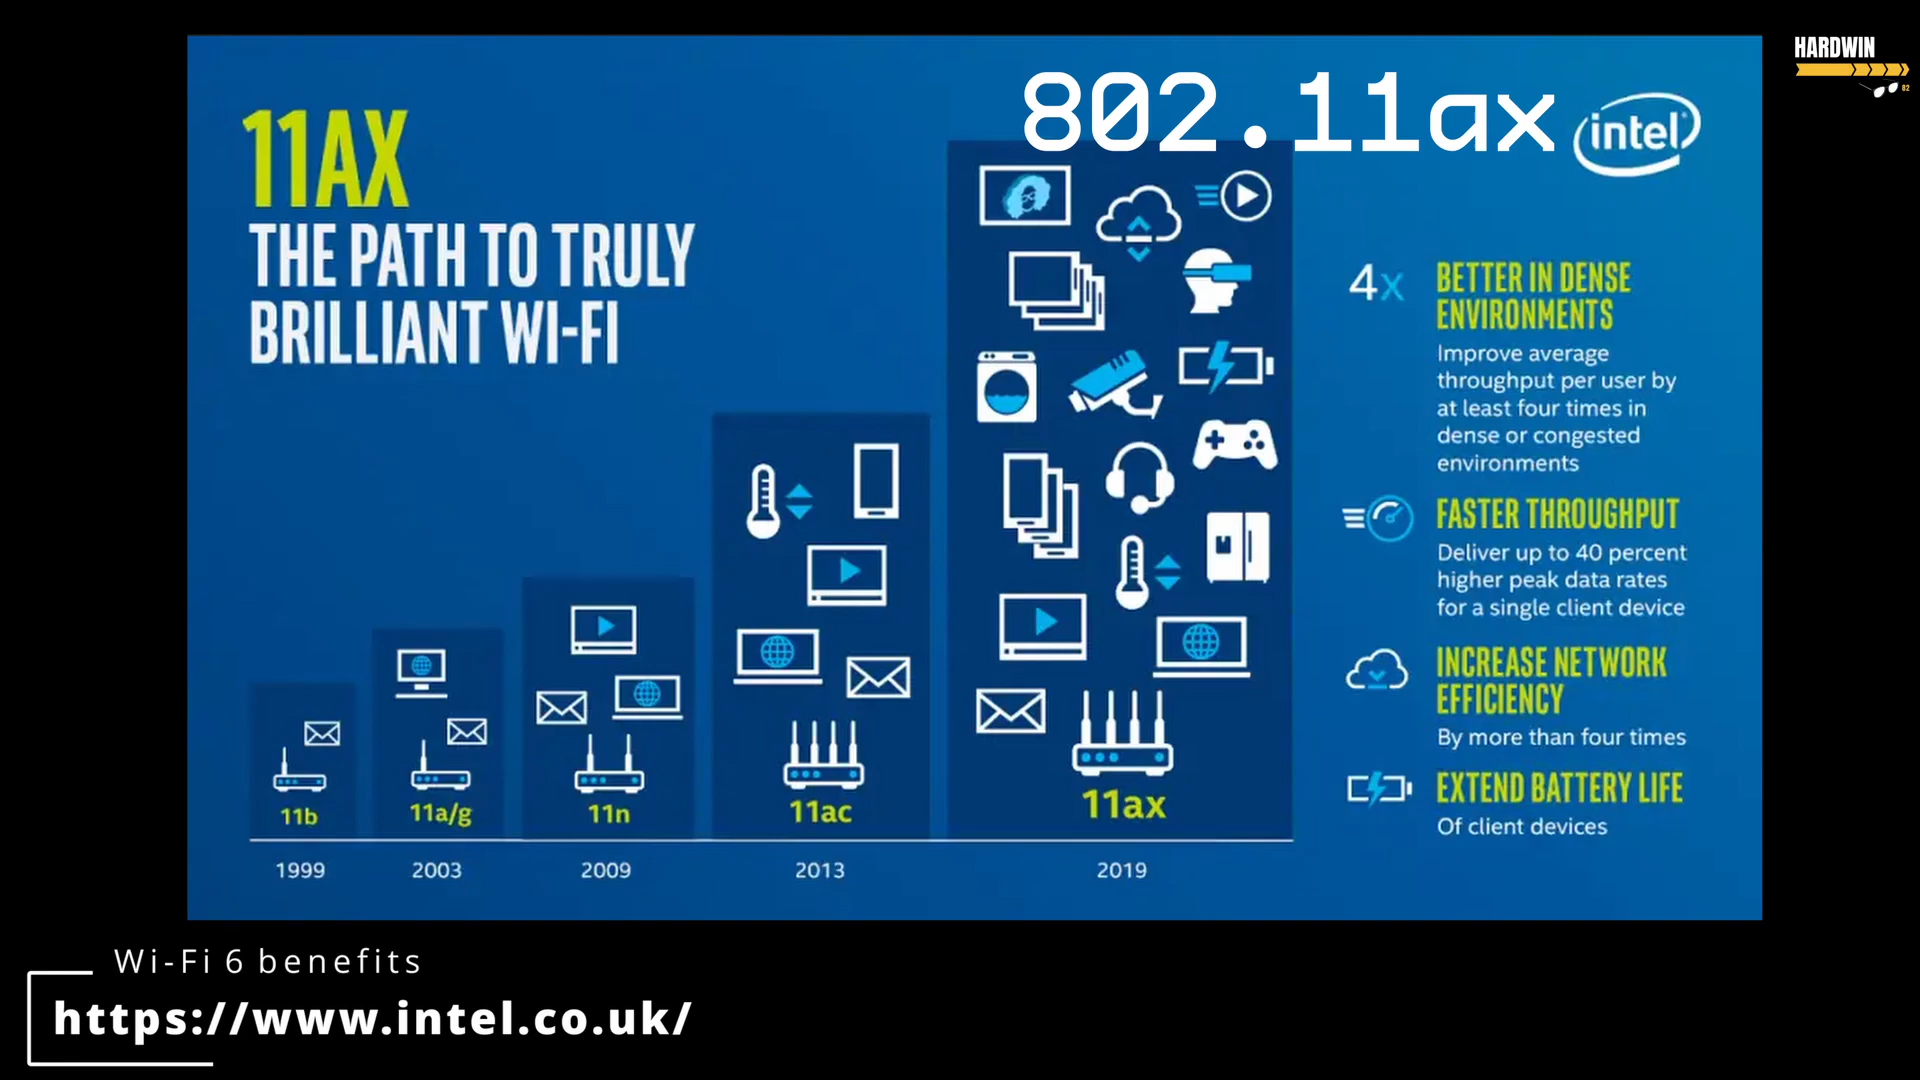 HARDWIN
82
802.11ax
intel
11AX
THE PATH TO TRULY
BRILLIANT WI-FI
4x
BETTER IN DENSE
ENVIRONMENTS
Improve average
throughput per user by
at least four times in
dense or congested
environments
FASTER THROUGHPUT
Deliver up to 40 percent
higher peak data rates
for a single client device
INCREASE NETWORK
EFFICIENCY
By more than four times
EXTEND BATTERY LIFE
Of client devices
11b
11a/g
11n
11ac
11ax
1999
2003
2009
2013
2019
Wi-Fi 6 benefits
https://www.intel.co.uk/